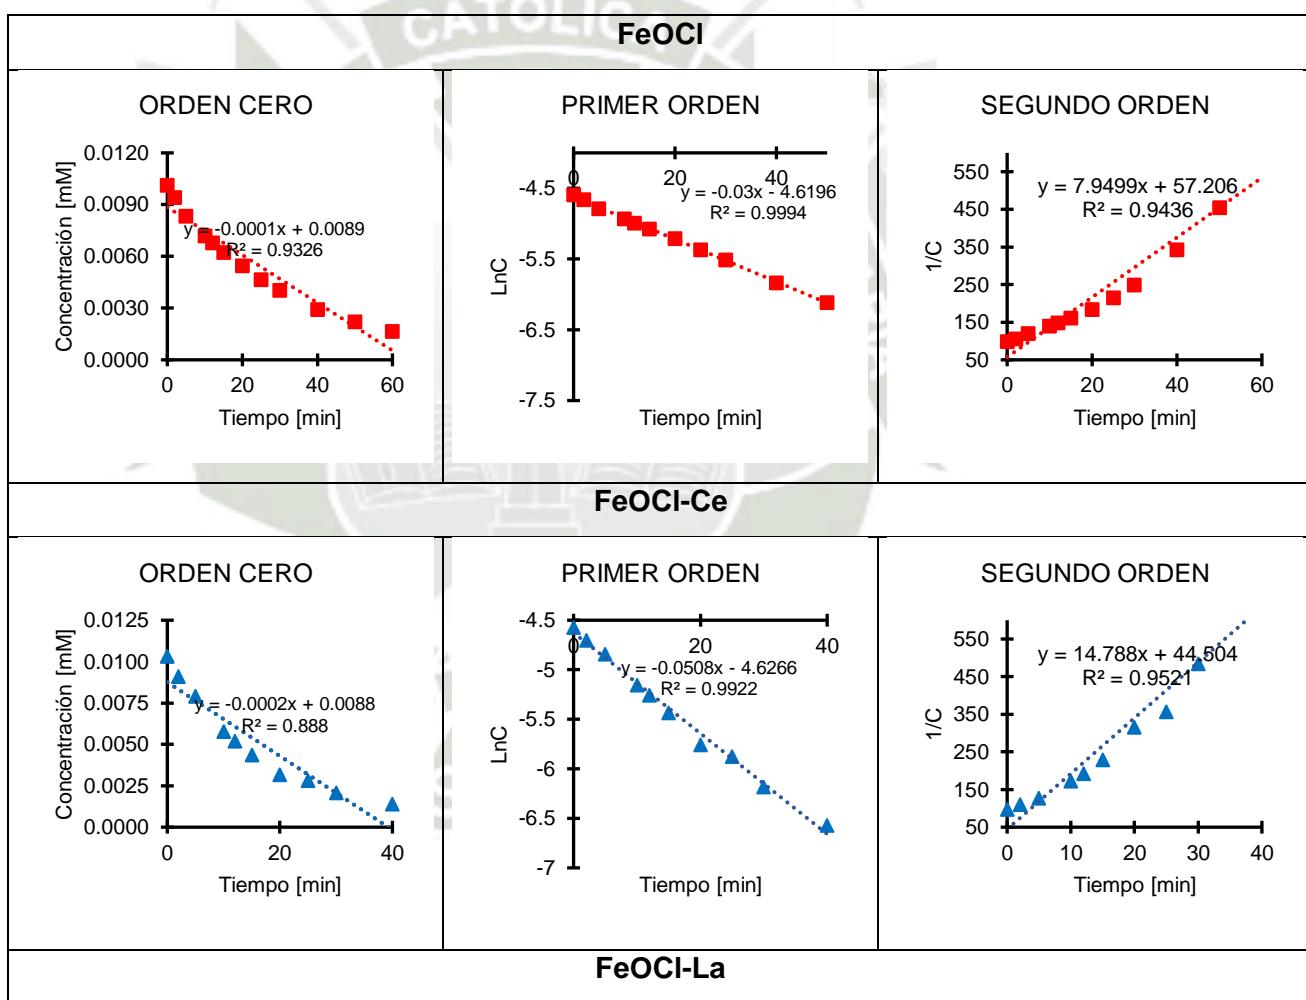 CATOLICA
FeOCl
ORDEN CERO
Concentración [mM]
0.0120
0.0090
0.0060
0.0030
0.0000
y = -0.0001x + 0.0089
R² = 0.9326
0 20 40 60
Tiempo [min]
PRIMER ORDEN
LnC
0 20 40
-4.5
-5.5
-6.5
-7.5
y = -0.03x - 4.6196
R² = 0.9994
Tiempo [min]
SEGUNDO ORDEN
1/C
550
450
350
250
150
50
y = 7.9499x + 57.206
R² = 0.9436
0 20 40 60
Tiempo [min]
FeOCl-Ce
ORDEN CERO
Concentración [mM]
0.0125
0.0100
0.0075
0.0050
0.0025
0.0000
y = -0.0002x + 0.0088
R² = 0.888
0 20 40
Tiempo [min]
PRIMER ORDEN
LnC
-4.5
0 20 40
-5
-5.5
-6
-6.5
-7
y = -0.0508x - 4.6266
R² = 0.9922
Tiempo [min]
SEGUNDO ORDEN
1/C
550
450
350
250
150
50
y = 14.788x + 44.504
R² = 0.9521
0 10 20 30 40
Tiempo [min]
FeOCl-La